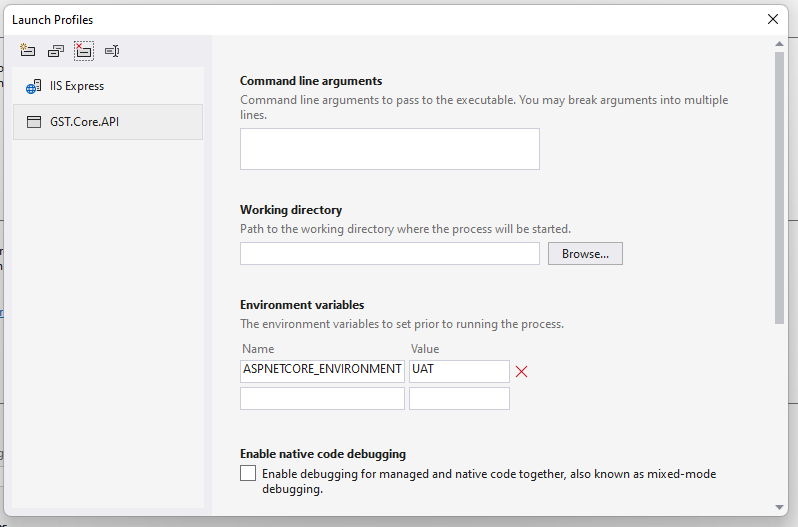 Launch Profiles
IIS Express
GST.Core.API
Command line arguments
Command line arguments to pass to the executable. You may break arguments into multiple
lines.
Working directory
Path to the working directory where the process will be started.
Browse...
Environment variables
The environment variables to set prior to running the process.
Name Value
ASPNETCORE_ENVIRONMENT UAT
Enable native code debugging
Enable debugging for managed and native code together, also known as mixed-mode
debugging.